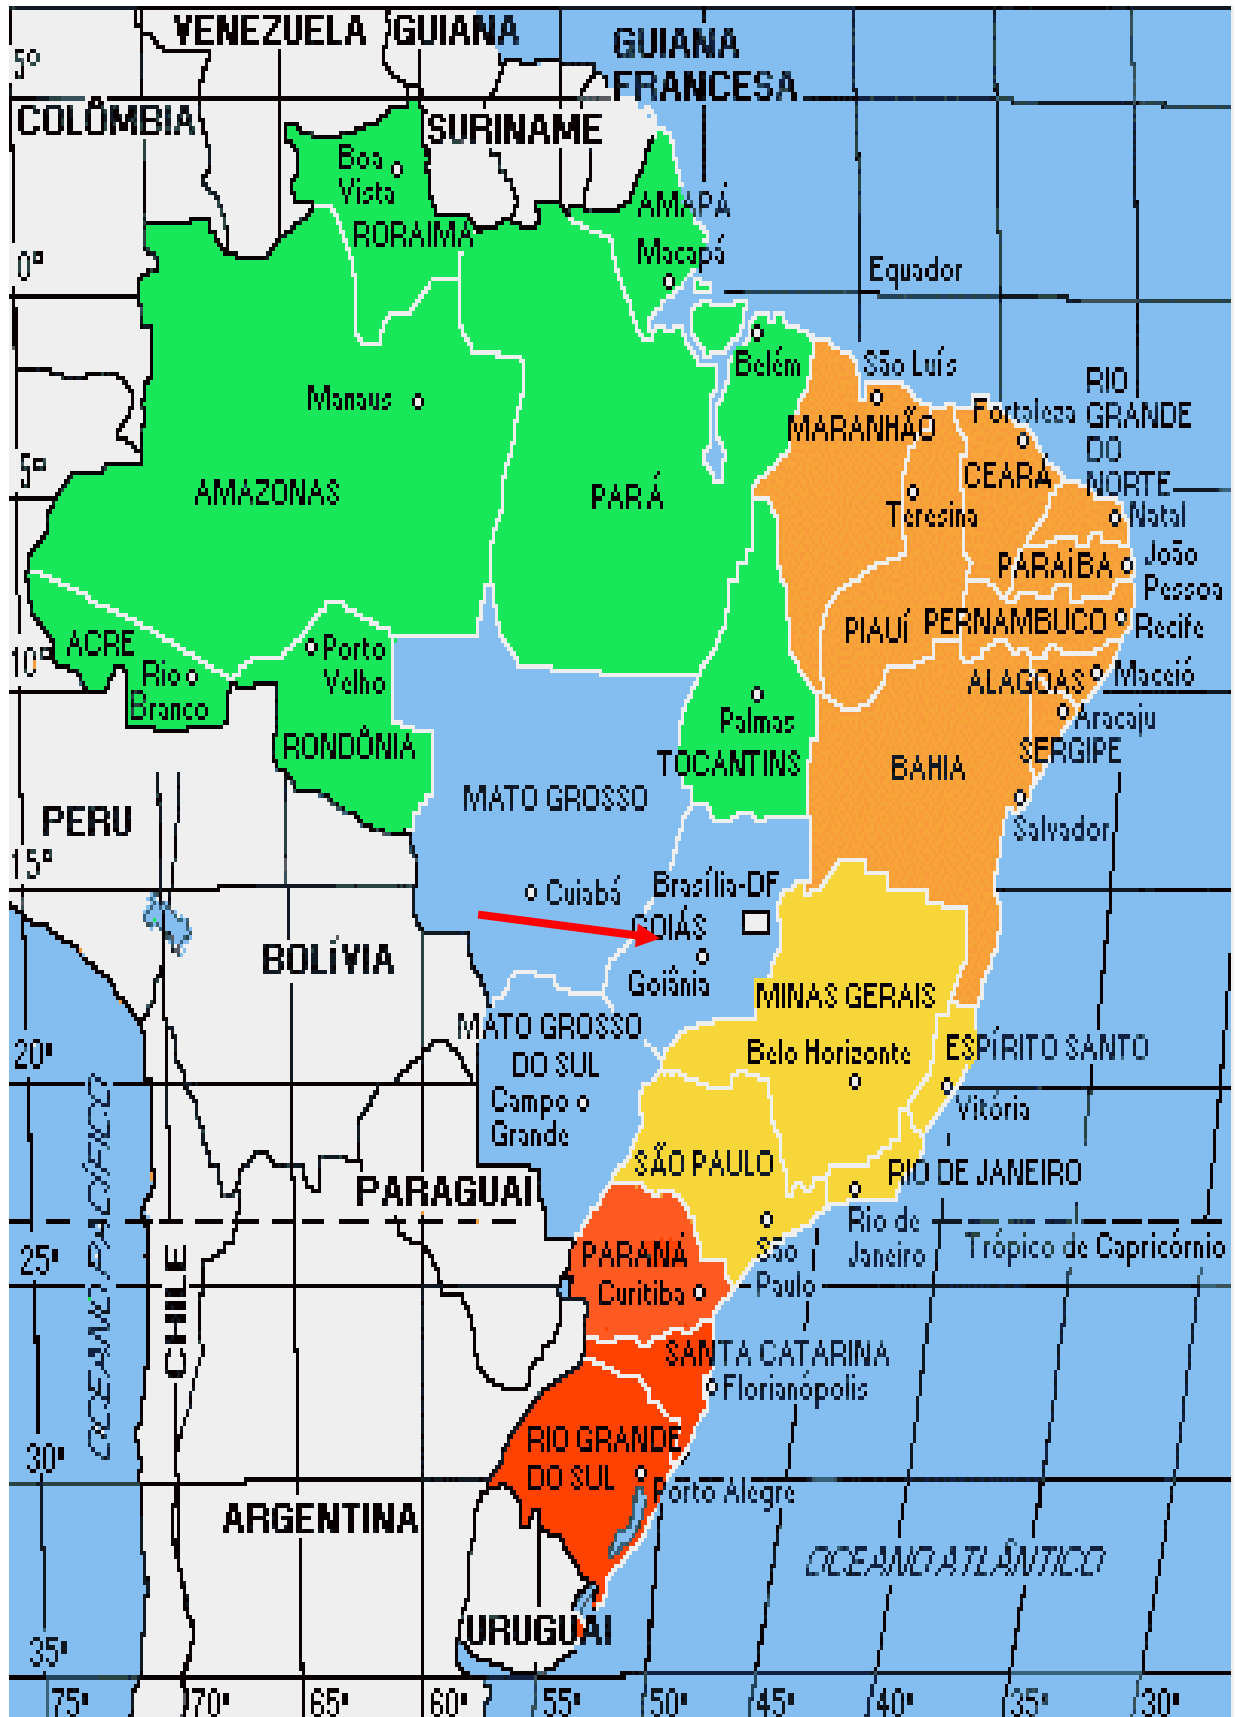 VENEZUELA
GUIANA
GUIANA
FRANCESA
5º
COLÔMBIA
SURINAME
Boa
Vista
RORAIMA
AMAPÁ
Macapá
0º
Equador
Belém
São Luís
Manaus
MARANHÃO
Fortaleza
RIO
GRANDE
DO
NORTE
CEARÁ
5º
AMAZONAS
PARÁ
Teresina
Natal
PARAÍBA
João
Pessoa
PIAUÍ
PERNAMBUCO
Recife
ACRE
Porto
Velho
10º
Rio
Branco
ALAGOAS
Maceió
Palmas
Aracaju
RONDÔNIA
TOCANTINS
BAHIA
SERGIPE
MATO GROSSO
PERU
Salvador
15º
Cuiabá
Brasília-DF
GOIÁS
BOLÍVIA
Goiânia
MINAS GERAIS
MATO GROSSO
DO SUL
20º
Belo Horizonte
ESPÍRITO SANTO
Campo
Grande
Vitória
OCEANO PACÍFICO
SÃO PAULO
RIO DE JANEIRO
PARAGUAI
Rio de
Janeiro
Trópico de Capricórnio
25º
PARANÁ
São
Paulo
Curitiba
CHILE
SANTA CATARINA
Florianópolis
RIO GRANDE
DO SUL
30º
Porto Alegre
ARGENTINA
OCEANO ATLÂNTICO
URUGUAI
35º
75º
70º
65º
60º
55º
50º
45º
40º
35º
30º